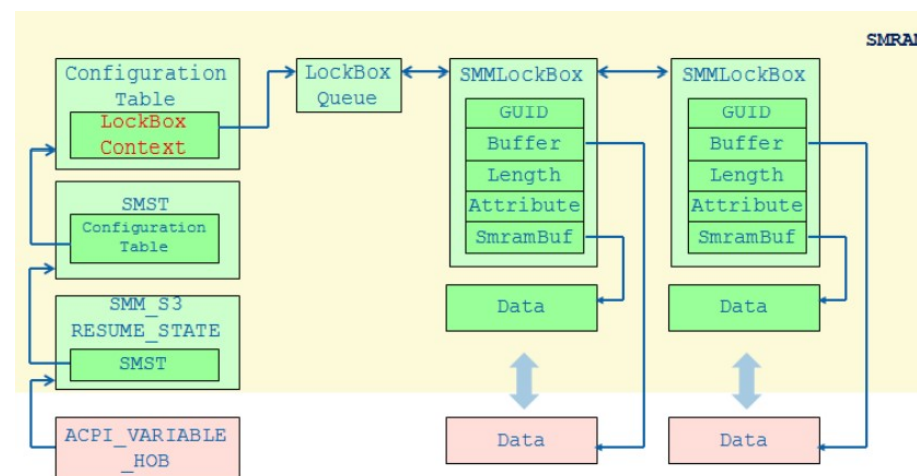 SMRAM
Configuration
Table
LockBox
Context
LockBox
Queue
SMMLockBox
GUID
Buffer
Length
Attribute
SmramBuf
SMMLockBox
GUID
Buffer
Length
Attribute
SmramBuf
SMST
Configuration
Table
Data
Data
SMM_S3
RESUME_STATE
SMST
ACPI_VARIABLE
_HOB
Data
Data